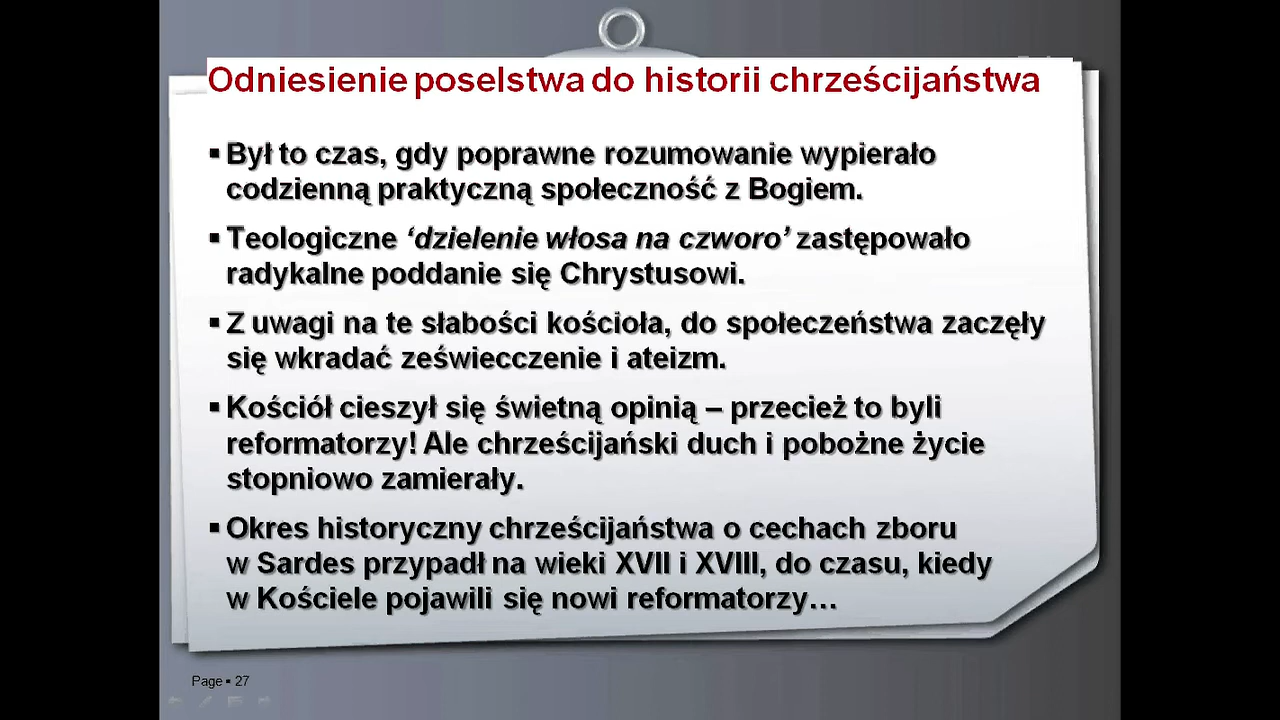 Odniesienie poselstwa do historii chrześcijaństwa
▪ Był to czas, gdy poprawne rozumowanie wypierało
codzienną praktyczną społeczność z Bogiem.
▪ Teologiczne ‘dzielenie włosa na czworo’ zastępowało
radykalne poddanie się Chrystusowi.
▪ Z uwagi na te słabości kościoła, do społeczeństwa zaczęły
się wkradać zeświecczenie i ateizm.
▪ Kościół cieszył się świetną opinią – przecież to byli
reformatorzy! Ale chrześcijański duch i pobożne życie
stopniowo zamierały.
▪ Okres historyczny chrześcijaństwa o cechach zboru
w Sardes przypadł na wieki XVII i XVIII, do czasu, kiedy
w Kościele pojawili się nowi reformatorzy…
Page ▪ 27